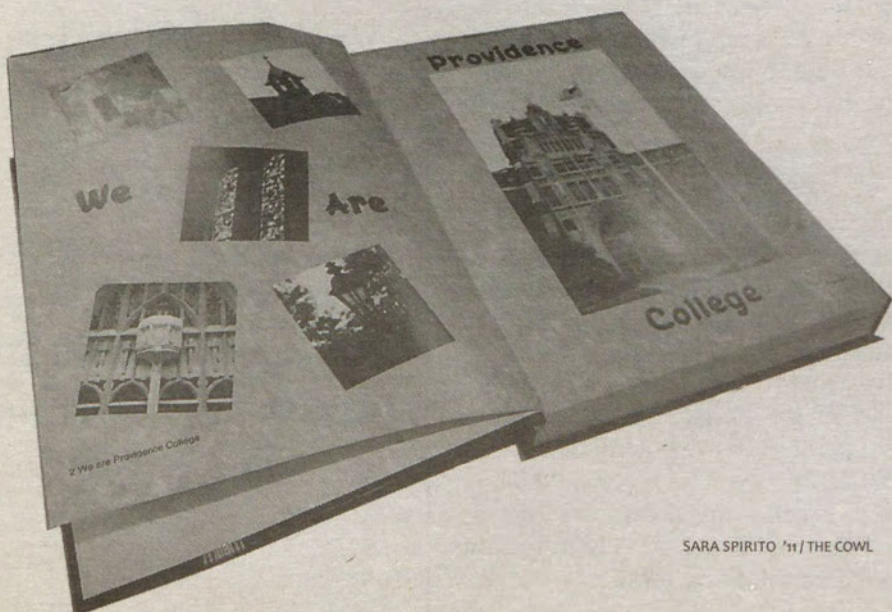 Providence
We Are
College
2 We are Providence College
SARA SPIRITO '11 / THE COWL